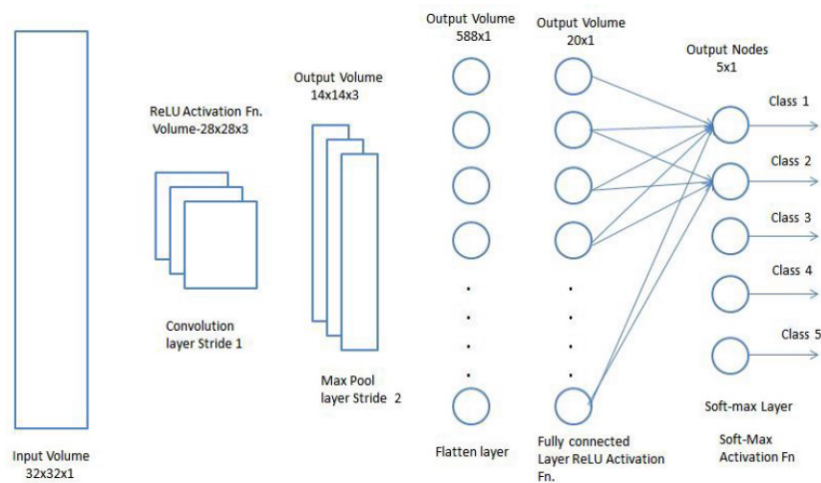 Output Volume
588x1
Output Volume
20x1
Output Nodes
5x1
Output Volume
14x14x3
ReLU Activation Fn.
Volume-28x28x3
Class 1
Class 2
Class 3
Class 4
Class 5
Convolution
layer Stride 1
Max Pool
layer Stride 2
Soft-max Layer
Input Volume
32x32x1
Flatten layer
Fully connected
Layer ReLU Activation
Fn.
Soft-Max
Activation Fn